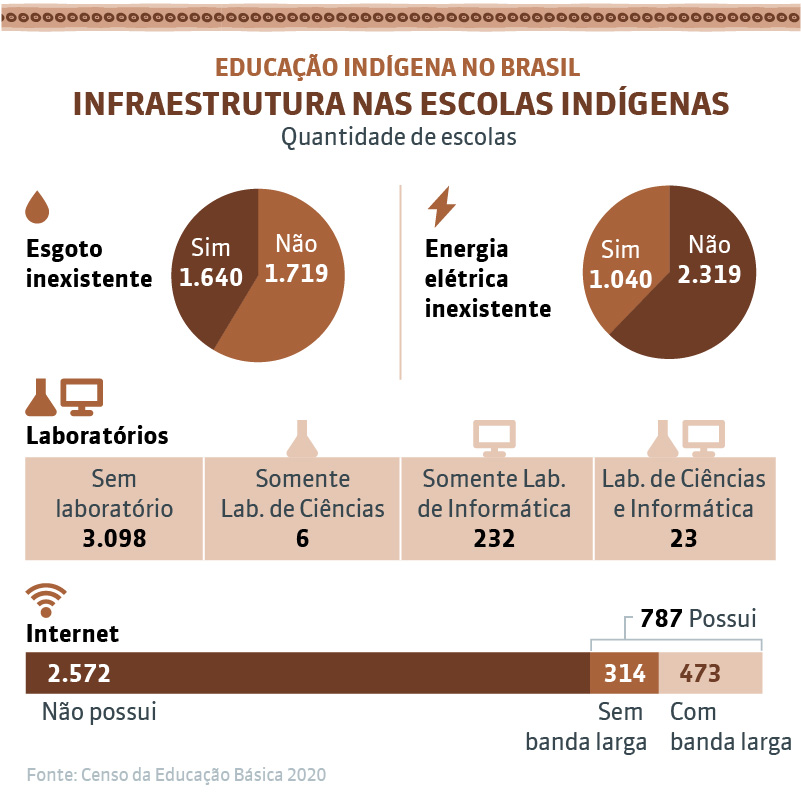 EDUCAÇÃO INDÍGENA NO BRASIL
INFRAESTRUTURA NAS ESCOLAS INDÍGENAS
Quantidade de escolas
Esgoto
inexistente
Sim
1.640
Não
1.719
Energia
elétrica
inexistente
Sim
1.040
Não
2.319
Laboratórios
Sem
laboratório
3.098
Somente
Lab. de Ciências
6
Somente Lab.
de Informática
232
Lab. de Ciências
e Informática
23
Internet
787 Possui
2.572
314
473
Não possui
Sem
banda larga
Com
banda larga
Fonte: Censo da Educação Básica 2020